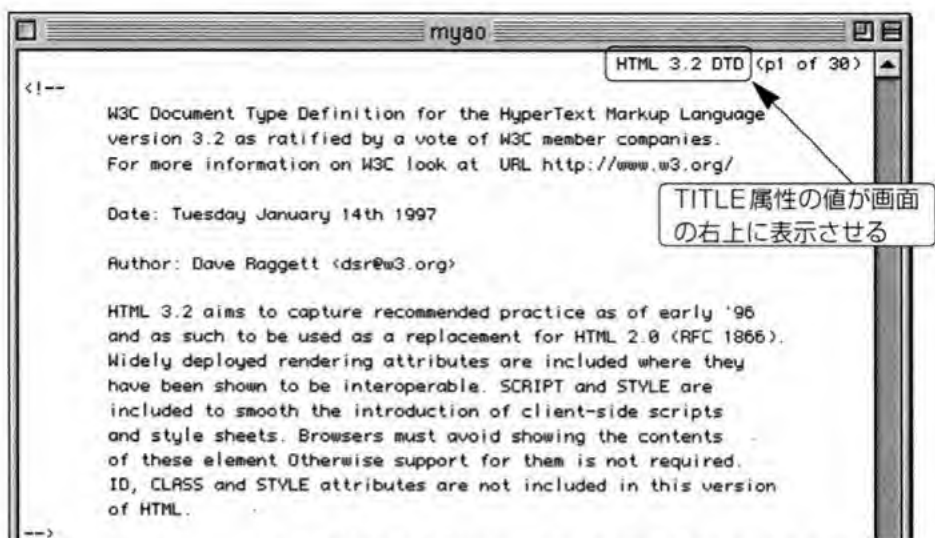 myao
HTML 3.2 DTD (p1 of 30)
<!--
W3C Document Type Definition for the HyperText Markup Language
version 3.2 as ratified by a vote of W3C member companies.
For more information on W3C look at URL http://www.w3.org/
TITLE属性の値が画面
の右上に表示させる
Date: Tuesday January 14th 1997
Author: Dave Raggett <dsr@w3.org>
HTML 3.2 aims to capture recommended practice as of early '96
and as such to be used as a replacement for HTML 2.0 (RFC 1866).
Widely deployed rendering attributes are included where they
have been shown to be interoperable. SCRIPT and STYLE are
included to smooth the introduction of client-side scripts
and style sheets. Browsers must avoid showing the contents
of these element Otherwise support for them is not required.
ID, CLASS and STYLE attributes are not included in this version
of HTML.
-->